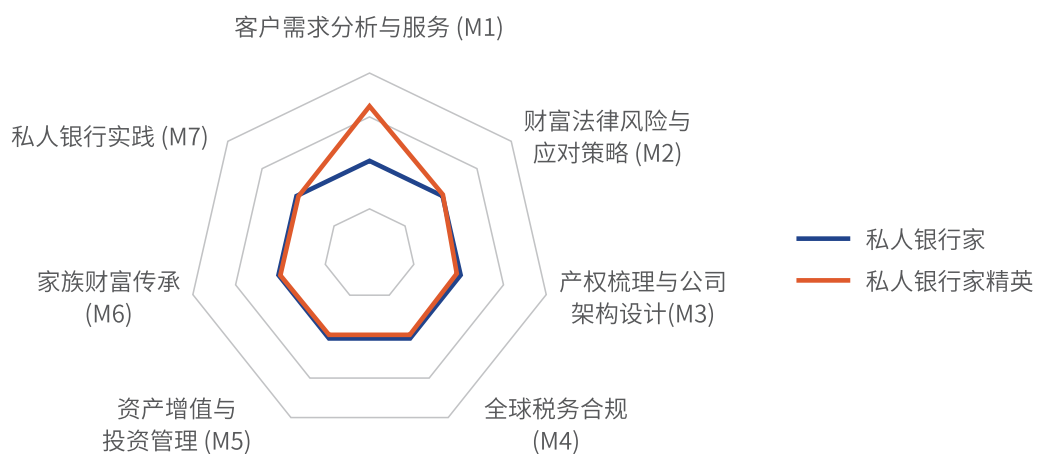 客户需求分析与服务 (M1)
财富法律风险与
应对策略 (M2)
产权梳理与公司
架构设计(M3)
全球税务合规
(M4)
资产增值与
投资管理 (M5)
家族财富传承
(M6)
私人银行实践 (M7)
私人银行家
私人银行家精英